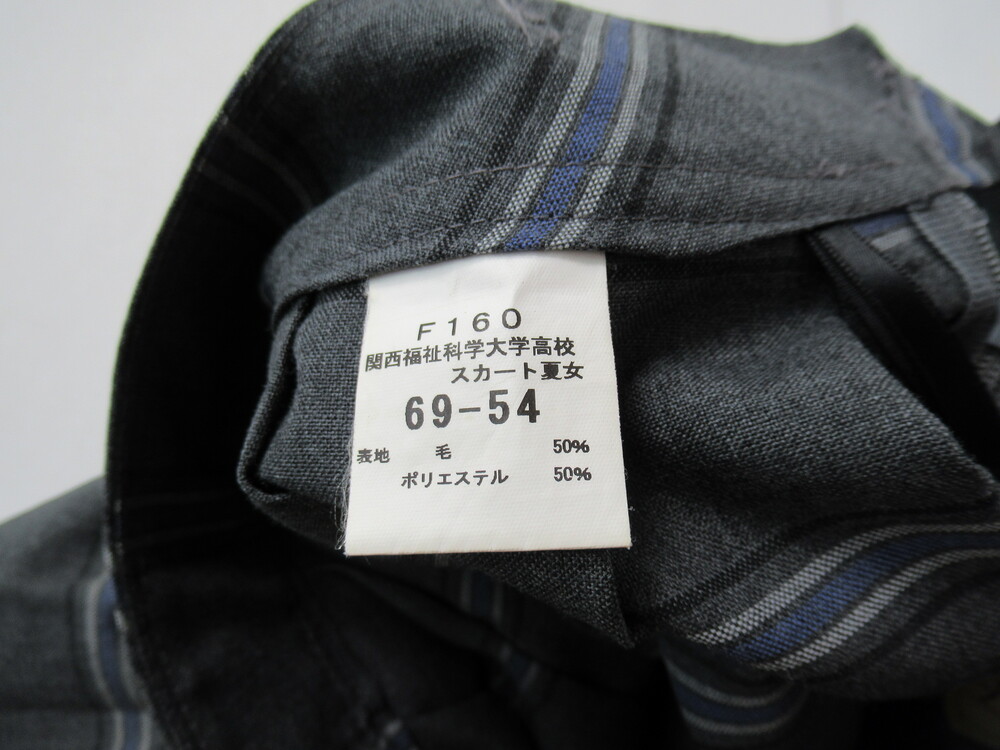 F160
関西福祉科学大学高校
スカート夏女
69-54
表地 毛 50%
ポリエステル 50%